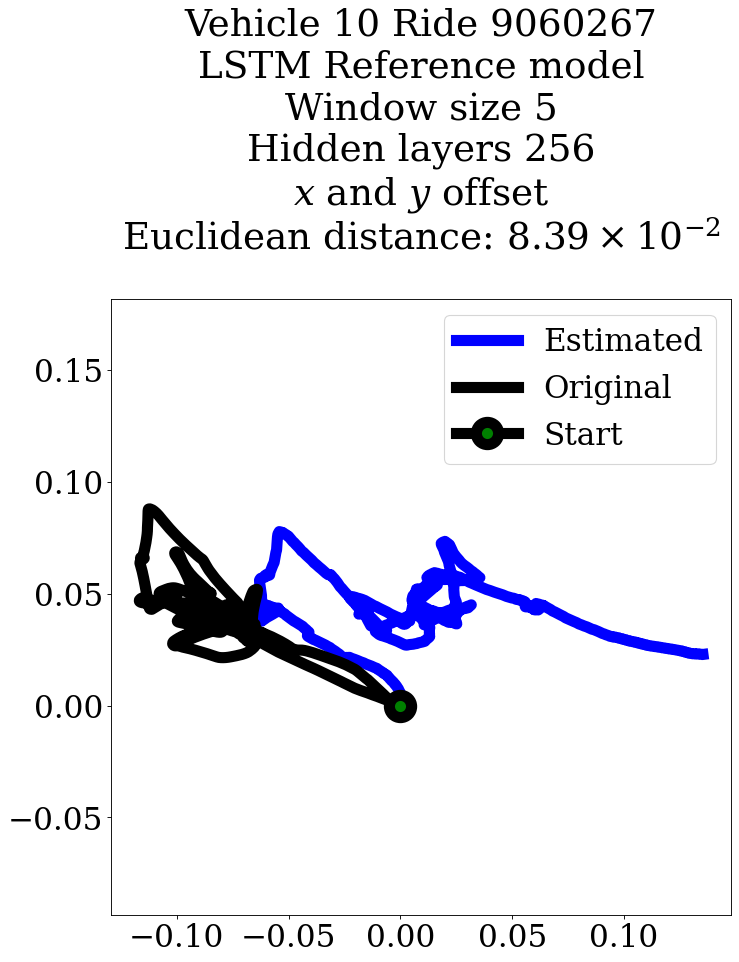 Vehicle 10 Ride 9060267
LSTM Reference model
Window size 5
Hidden layers 256
x and y offset
Euclidean distance: 8.39 × 10⁻²
Estimated
Original
Start
0.15
0.10
0.05
0.00
−0.05
−0.10 −0.05 0.00 0.05 0.10